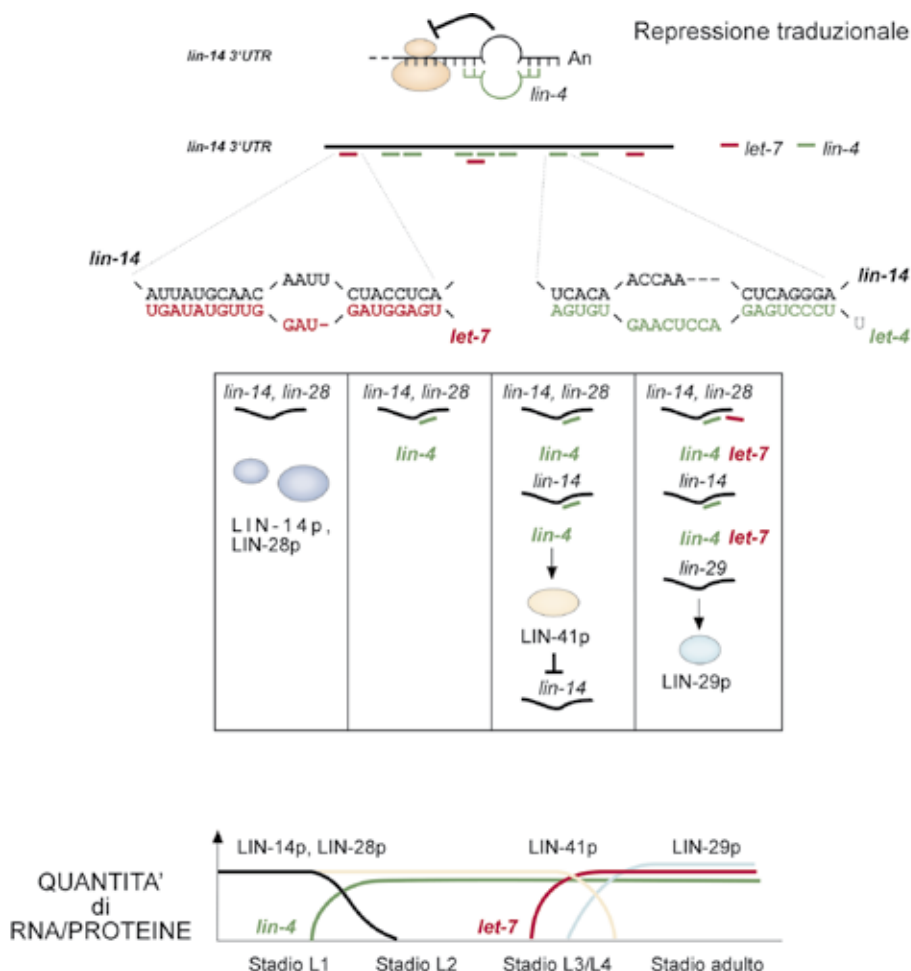 Repressione traduzionale
lin-14 3'UTR
An
lin-4
lin-14 3'UTR
let-7 lin-4
lin-14
AUUAUGCAAC AAUU CUACCUCA
UGAUAUGUUG GAU- GAUGGAGU
let-7
lin-14
UCACA ACCAA--- CUCAGGGA
AGUGU GAACUCCA GAGUCCCU U
let-4
lin-14, lin-28 lin-14, lin-28 lin-14, lin-28 lin-14, lin-28
lin-4 lin-4 lin-4 let-7
lin-14 lin-14
LIN-14p,
LIN-28p
lin-4 lin-4 let-7
lin-29
LIN-41p
LIN-29p
lin-14
LIN-14p, LIN-28p LIN-41p LIN-29p
QUANTITA'
di
RNA/PROTEINE
lin-4 let-7
Stadio L1 Stadio L2 Stadio L3/L4 Stadio adulto